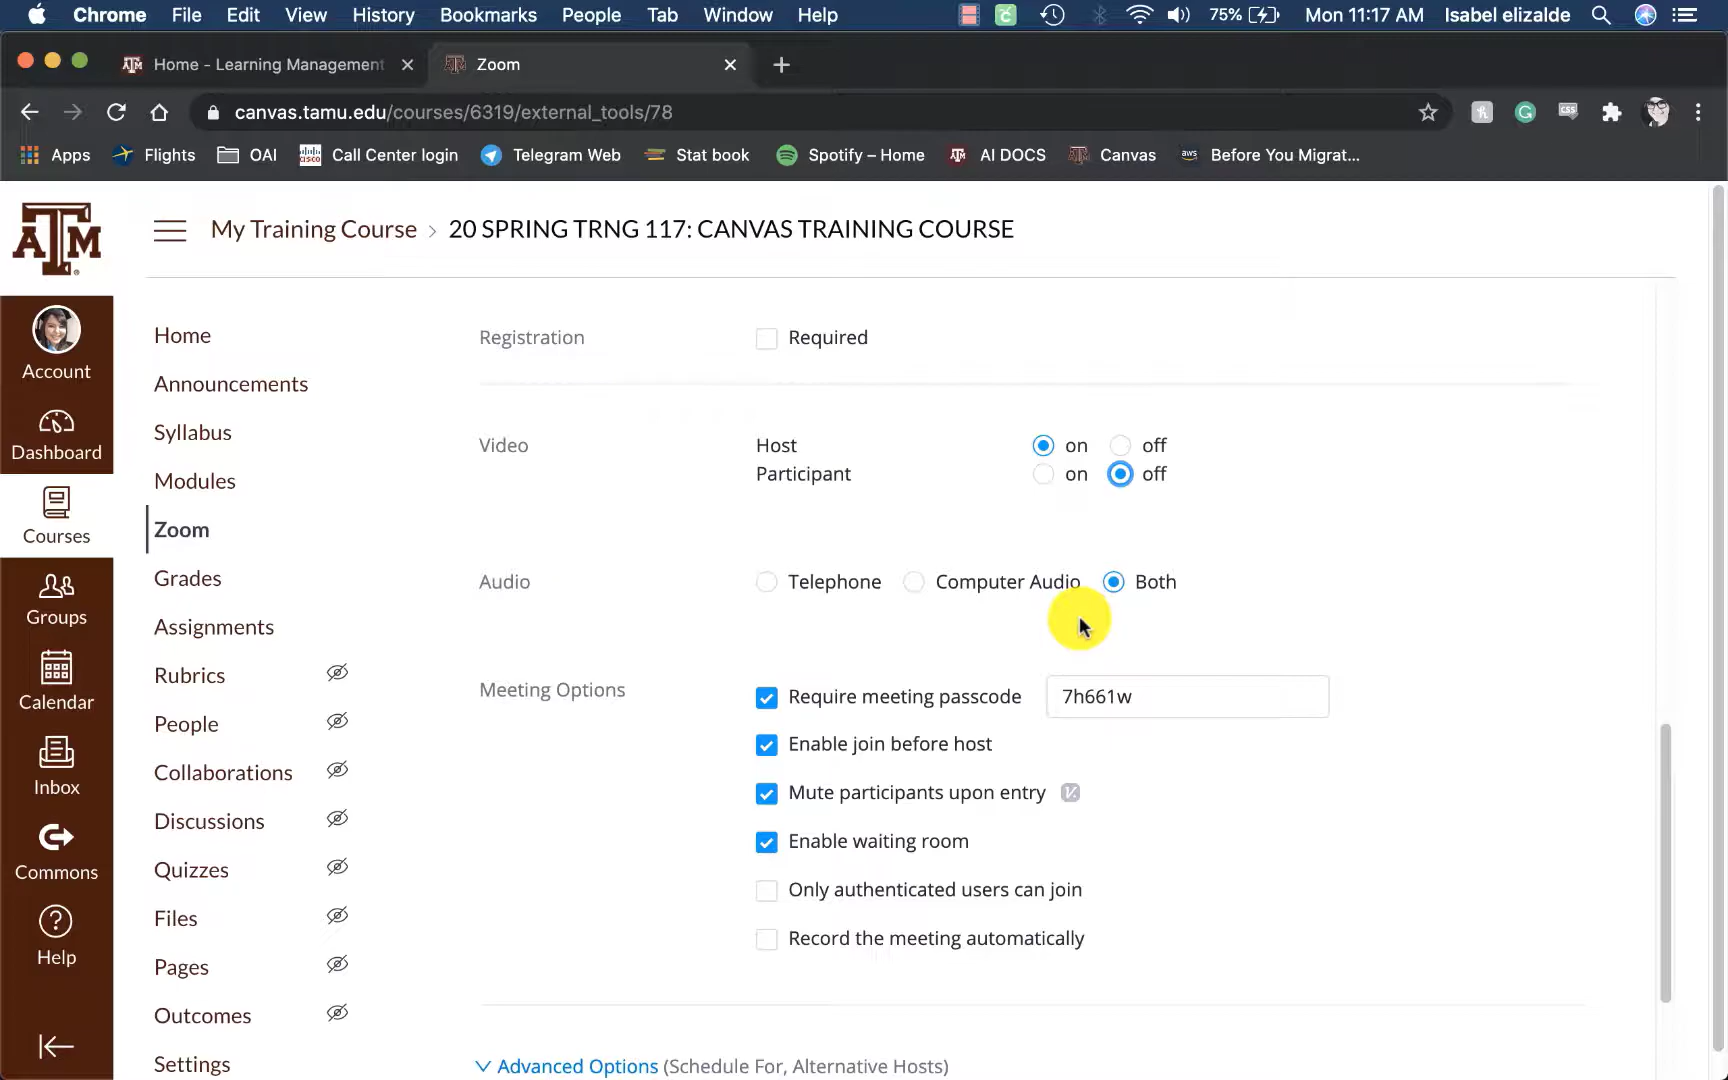 Chrome File Edit View History Bookmarks People Tab Window Help 75% Mon 11:17 AM Isabel elizalde
Home - Learning Management Zoom
canvas.tamu.edu/courses/6319/external_tools/78
Apps Flights OAI Call Center login Telegram Web Stat book Spotify – Home AI DOCS Canvas aws Before You Migrat...
My Training Course > 20 SPRING TRNG 117: CANVAS TRAINING COURSE
Account
Dashboard
Courses
Groups
Calendar
Inbox
Commons
Help
Home
Announcements
Syllabus
Modules
Zoom
Grades
Assignments
Rubrics
People
Collaborations
Discussions
Quizzes
Files
Pages
Outcomes
Settings
Registration Required
Video Host on off
Participant on off
Audio Telephone Computer Audio Both
Meeting Options Require meeting passcode 7h661w
Enable join before host
Mute participants upon entry
Enable waiting room
Only authenticated users can join
Record the meeting automatically
Advanced Options (Schedule For, Alternative Hosts)